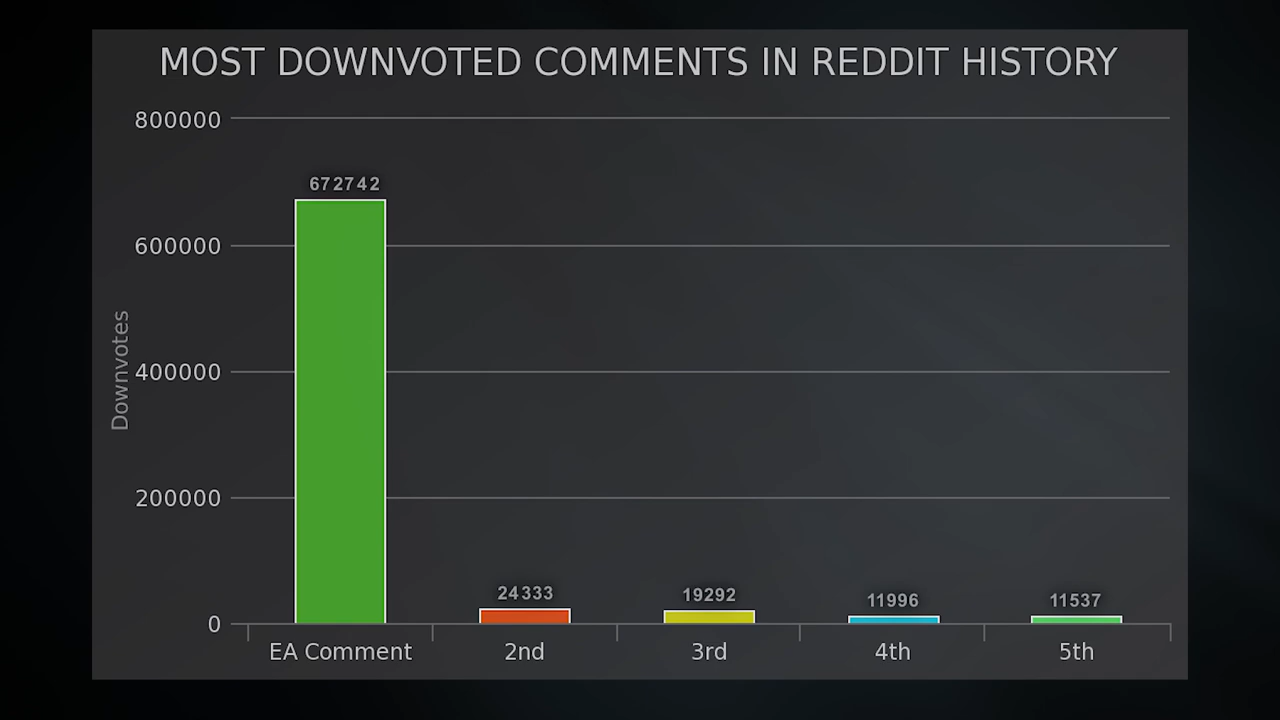 MOST DOWNVOTED COMMENTS IN REDDIT HISTORY
800000
672742
600000
Downvotes
400000
200000
24333
19292
11996
11537
0
EA Comment
2nd
3rd
4th
5th